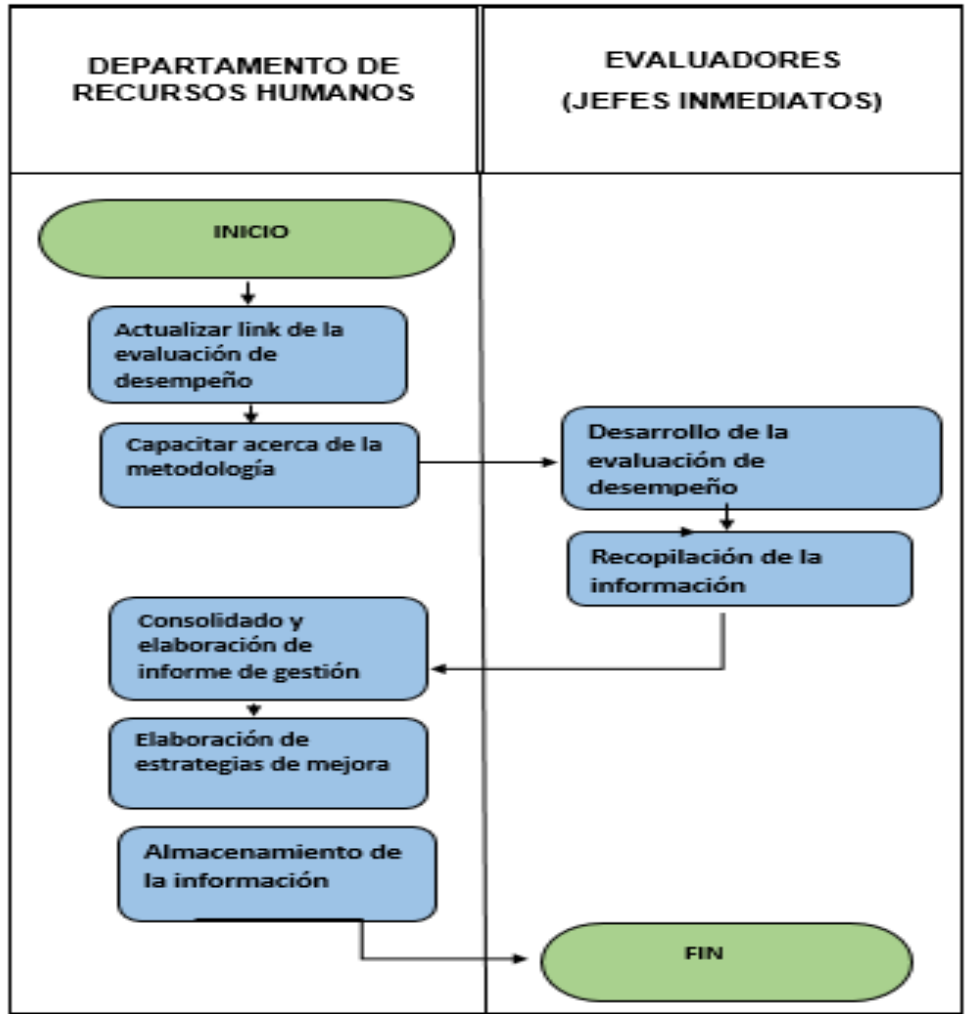 DEPARTAMENTO DE
RECURSOS HUMANOS
EVALUADORES
(JEFES INMEDIATOS)
INICIO
Actualizar link de la
evaluación de
desempeño
Capacitar acerca de la
metodología
Desarrollo de la
evaluación de
desempeño
Recopilación de la
información
Consolidado y
elaboración de
informe de gestión
Elaboración de
estrategias de mejora
Almacenamiento de
la información
FIN